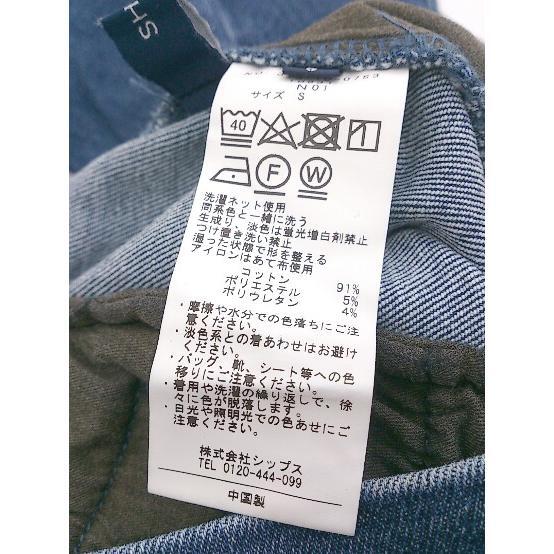 SH
N01
サイズ S
40
F
W
洗濯ネット使用
同系色と一緒に洗う
生成り、淡色は蛍光増白剤禁止
つけ置き洗い禁止
湿った状態で形を整える
アイロンはあて布使用
コットン 91%
ポリエステル 5%
ポリウレタン 4%
・摩擦や水分での色落ちにご注
意ください。
・淡色系との着あわせはお避け
ください。
・バッグ、靴、シート等への色
移りにご注意ください。
・着用や洗濯の繰り返しで、徐
々に色が脱落します。
・日光や照明光での色あせにご
注意ください。
株式会社シップス
TEL 0120-444-099
中国製